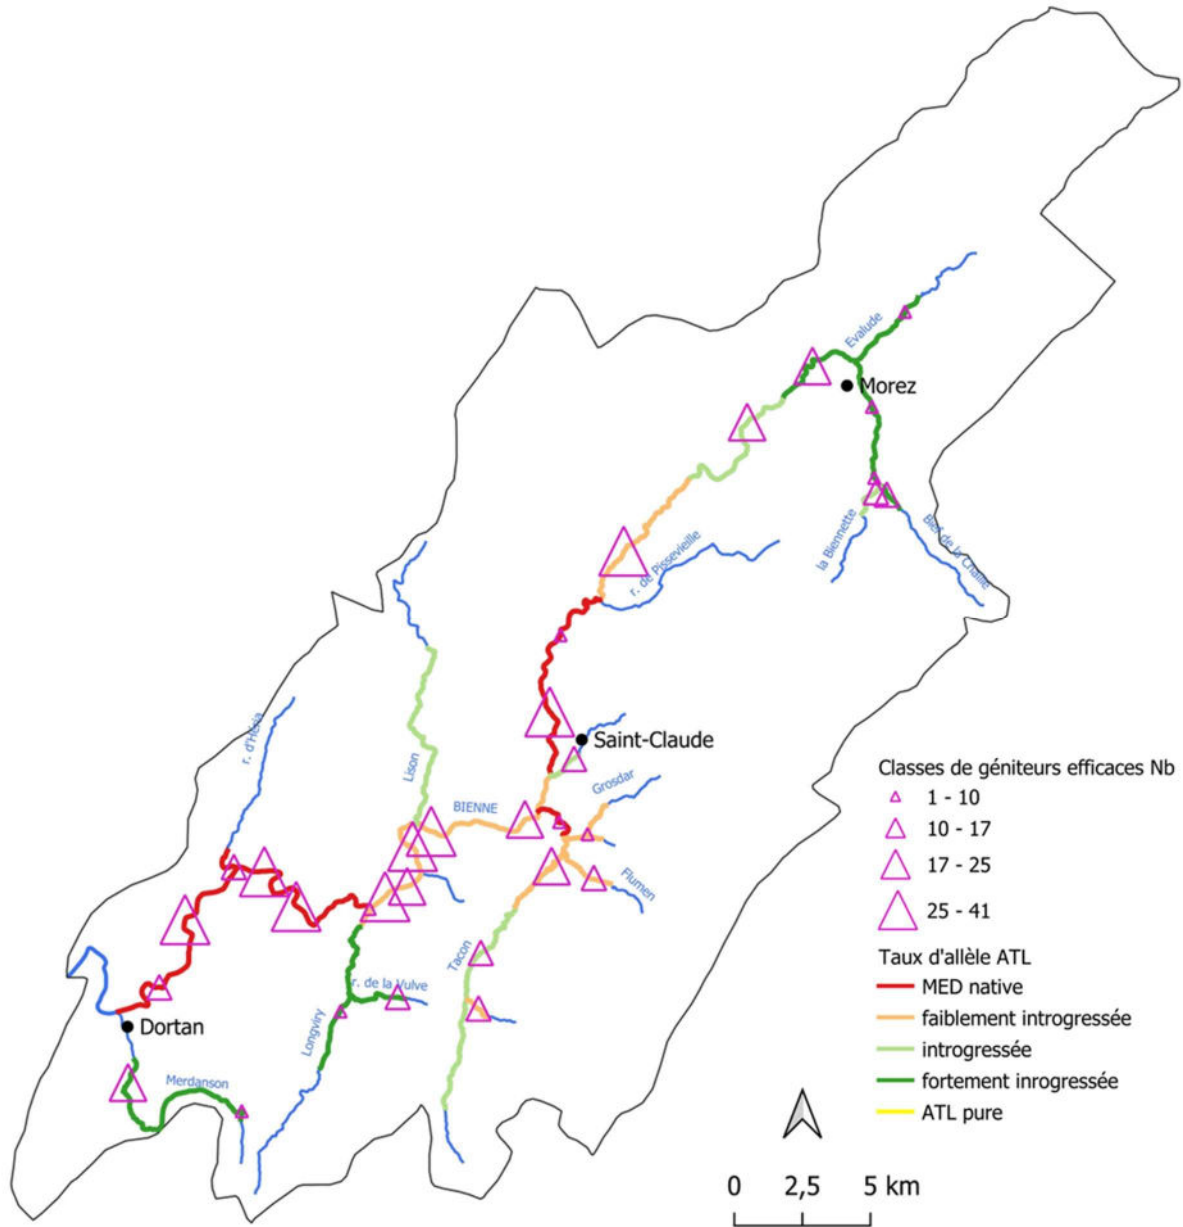 Evalude
Morez
la Biennette
Bief de la Chaille
r. de Pissevieille
r. d'Héria
Saint-Claude
Lison
Grosdar
BIENNE
Flumen
Tacon
r. de la Vulve
Longviry
Dortan
Merdanson
Classes de géniteurs efficaces Nb
1 - 10
10 - 17
17 - 25
25 - 41
Taux d'allèle ATL
MED native
faiblement introgressée
introgressée
fortement inrogressée
ATL pure
0 2,5 5 km